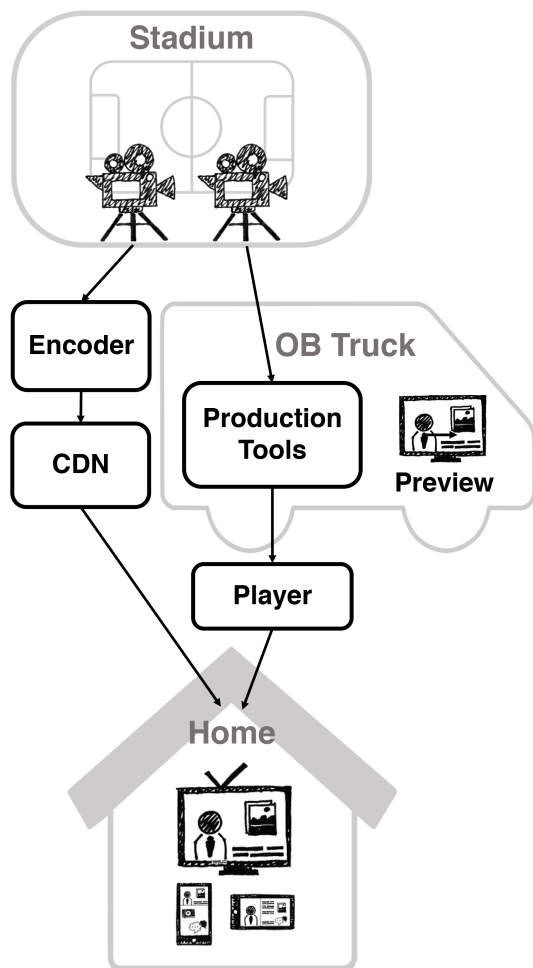 Stadium
Encoder
OB Truck
Production
Tools
CDN
Preview
Player
Home